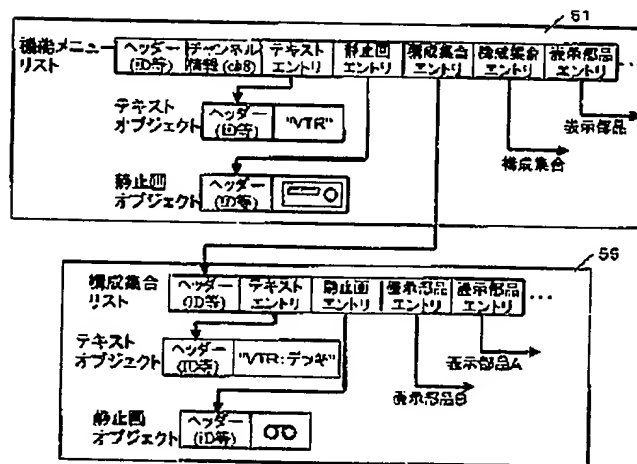 51
機能メニュー
リスト
ヘッダー
(ID等)
チャンネル
情報(ch8)
テキスト
エントリ
静止画
エントリ
構成集合
エントリ
構成集合
エントリ
表示部品
エントリ
…
テキスト
オブジェクト
ヘッダー
(ID等)
"VTR"
表示部品
構成集合
静止画
オブジェクト
ヘッダー
(ID等)
55
構成集合
リスト
ヘッダー
(ID等)
テキスト
エントリ
静止画
エントリ
表示部品
エントリ
表示部品
エントリ
…
テキスト
オブジェクト
ヘッダー
(ID等)
"VTR:デッキ"
表示部品A
表示部品B
静止画
オブジェクト
ヘッダー
(ID等)